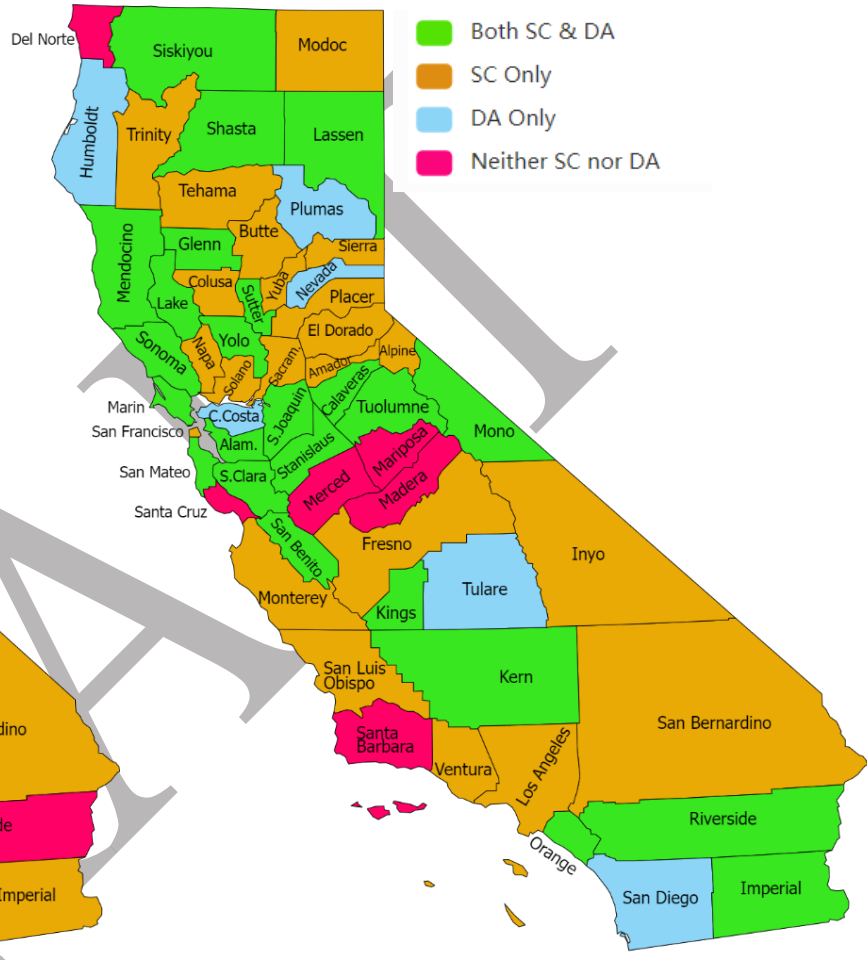 Both SC & DA
SC Only
DA Only
Neither SC nor DA
Del Norte
Siskiyou
Modoc
Humboldt
Trinity
Shasta
Lassen
Tehama
Plumas
Mendocino
Glenn
Butte
Sierra
Colusa
Lake
Sutter
Yuba
Nevada
Placer
Sonoma
Napa
Yolo
El Dorado
Solano
Sacram.
Amador
Alpine
Marin
C.Costa
S.Joaquin
Calaveras
Tuolumne
San Francisco
Alam.
Stanislaus
Mono
San Mateo
S.Clara
Merced
Mariposa
Madera
Santa Cruz
San Benito
Fresno
Inyo
Monterey
Kings
Tulare
San Luis
Obispo
Kern
dino
Santa
Barbara
Ventura
Los Angeles
San Bernardino
de
Orange
Riverside
Imperial
San Diego
Imperial